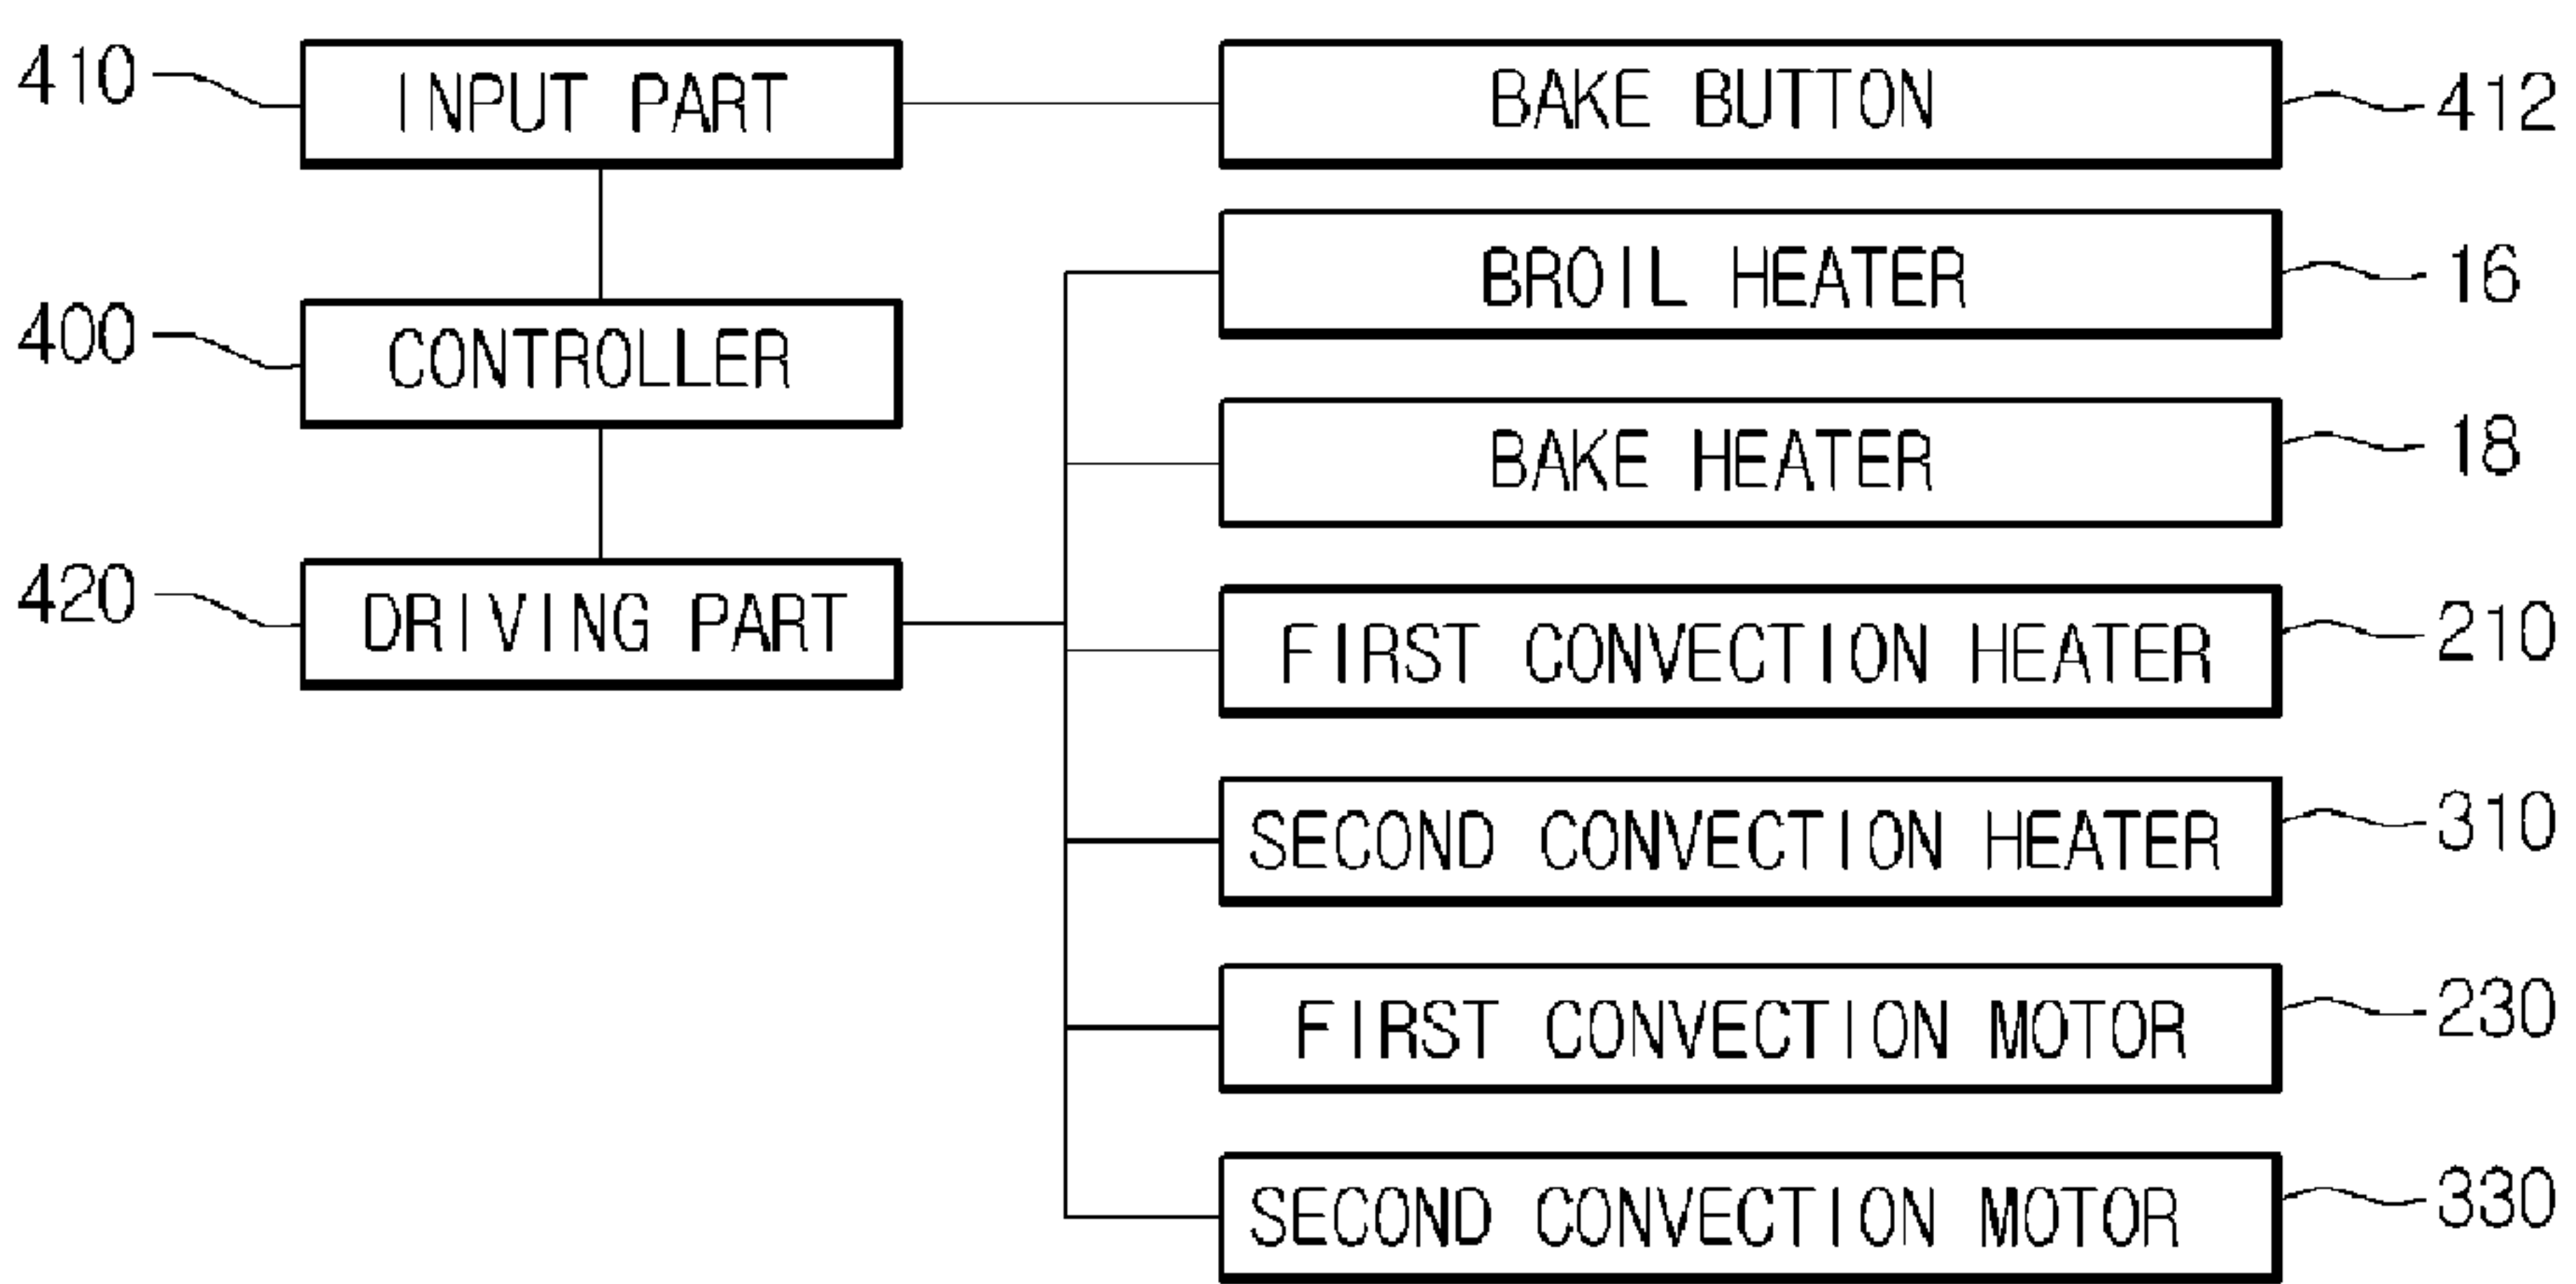 410 INPUT PART BAKE BUTTON 412
BROIL HEATER 16
400 CONTROLLER
BAKE HEATER 18
420 DRIVING PART
FIRST CONVECTION HEATER 210
SECOND CONVECTION HEATER 310
FIRST CONVECTION MOTOR 230
SECOND CONVECTION MOTOR 330